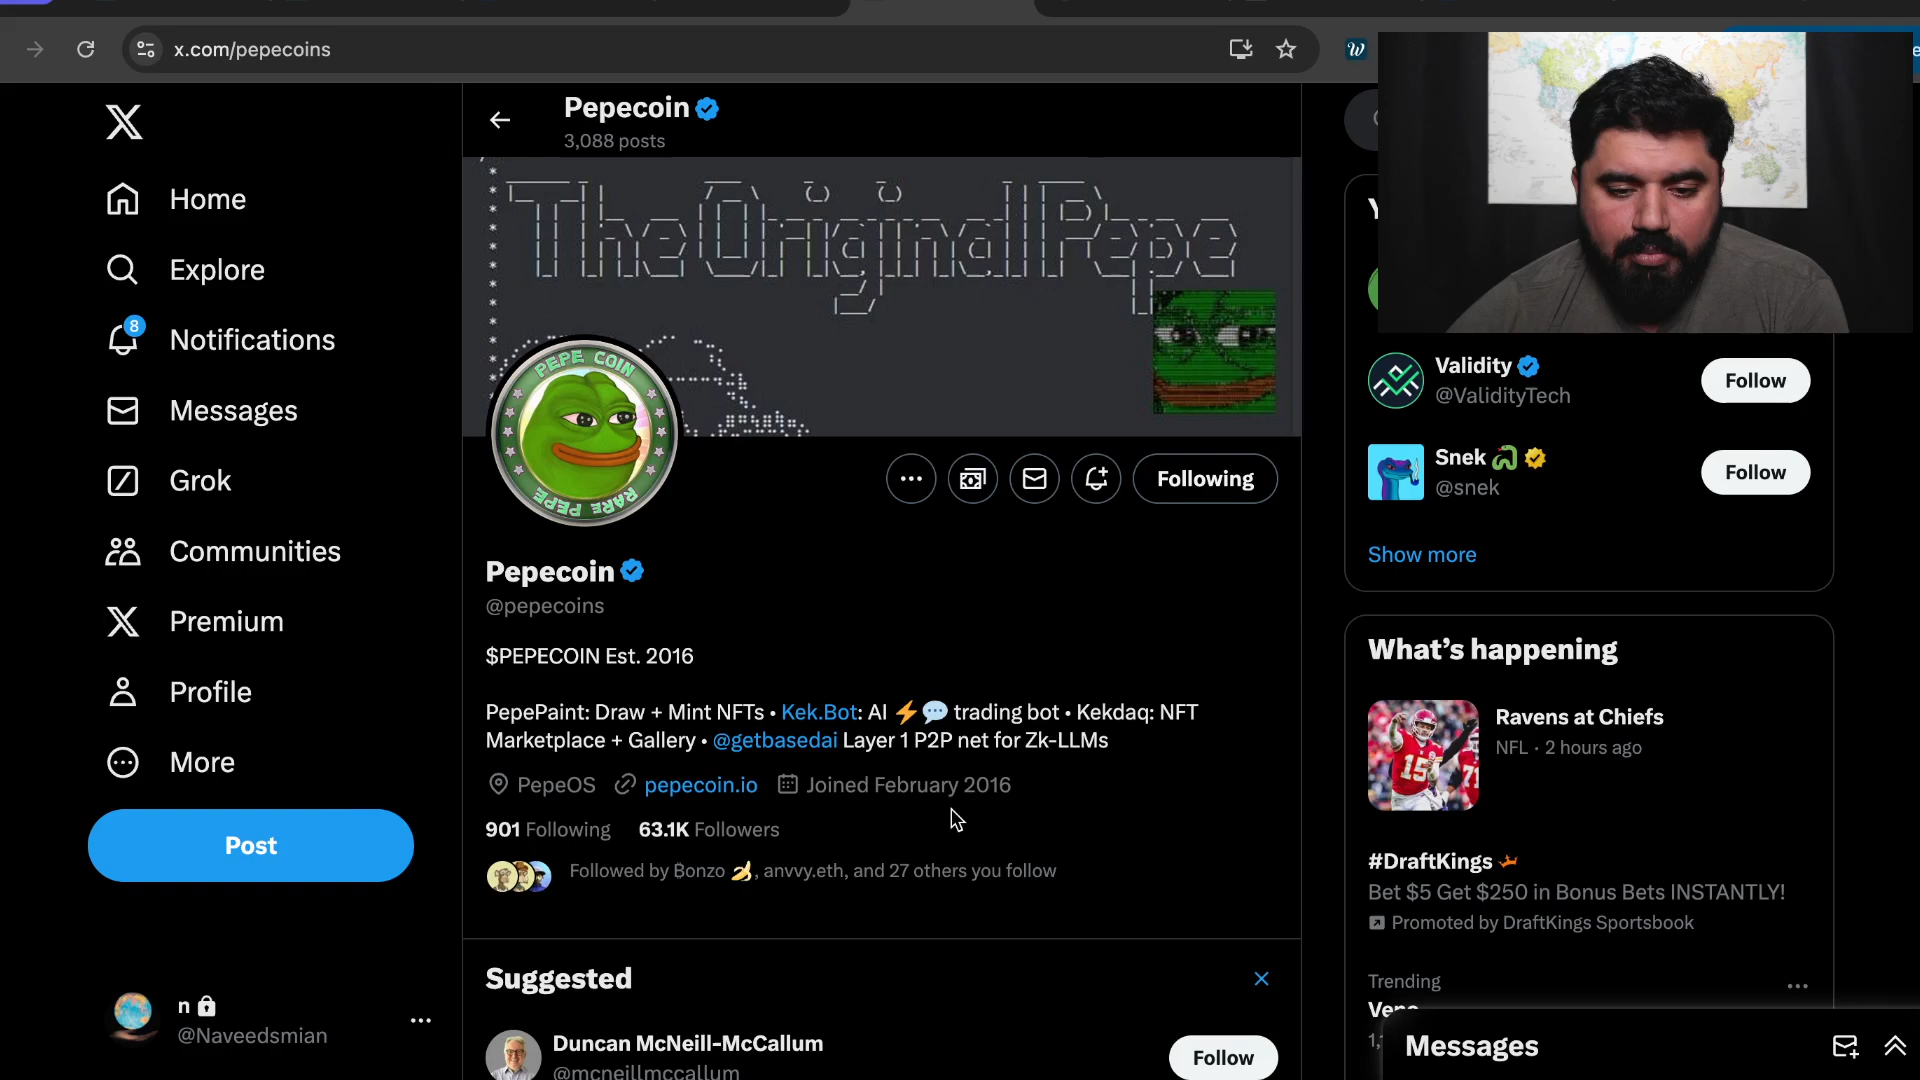 x.com/pepecoins
W
Pepecoin
3,088 posts
TheOriginalPepe
PEPE COIN
RARE PEPE
Home
Explore
8
Notifications
Messages
Grok
Communities
Premium
Profile
More
Post
n
@Naveedsmian
Following
Pepecoin
@pepecoins
$PEPECOIN Est. 2016
PepePaint: Draw + Mint NFTs • Kek.Bot: AI ⚡💬 trading bot • Kekdaq: NFT
Marketplace + Gallery • @getbasedai Layer 1 P2P net for Zk-LLMs
PepeOS pepecoin.io Joined February 2016
901 Following 63.1K Followers
Followed by Bonzo 🍌, anvvy.eth, and 27 others you follow
Suggested
Duncan McNeill-McCallum
@mcneillmccallum
Follow
Validity
@ValidityTech
Follow
Snek 🐍
@snek
Follow
Show more
What's happening
Ravens at Chiefs
NFL · 2 hours ago
#DraftKings
Bet $5 Get $250 in Bonus Bets INSTANTLY!
Promoted by DraftKings Sportsbook
Trending
Messages